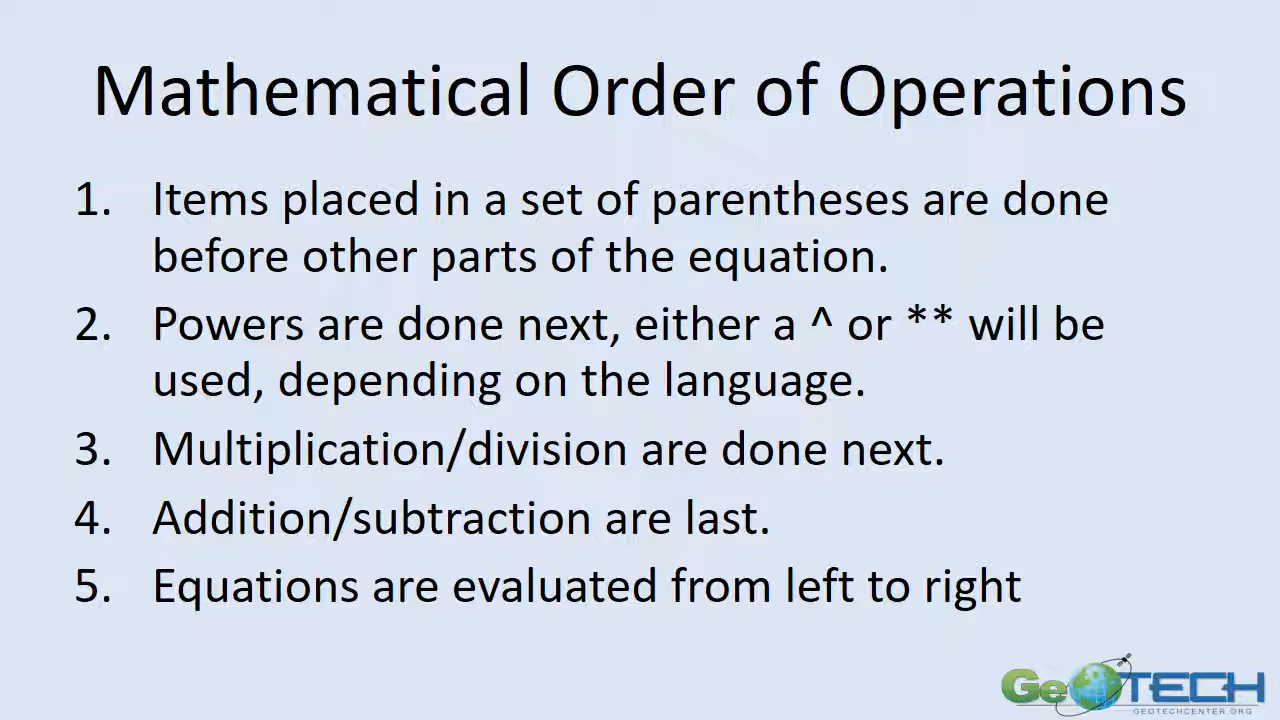 Mathematical Order of Operations
1. Items placed in a set of parentheses are done
before other parts of the equation.
2. Powers are done next, either a ^ or ** will be
used, depending on the language.
3. Multiplication/division are done next.
4. Addition/subtraction are last.
5. Equations are evaluated from left to right
GeoTECH
GEOTECHCENTER.ORG